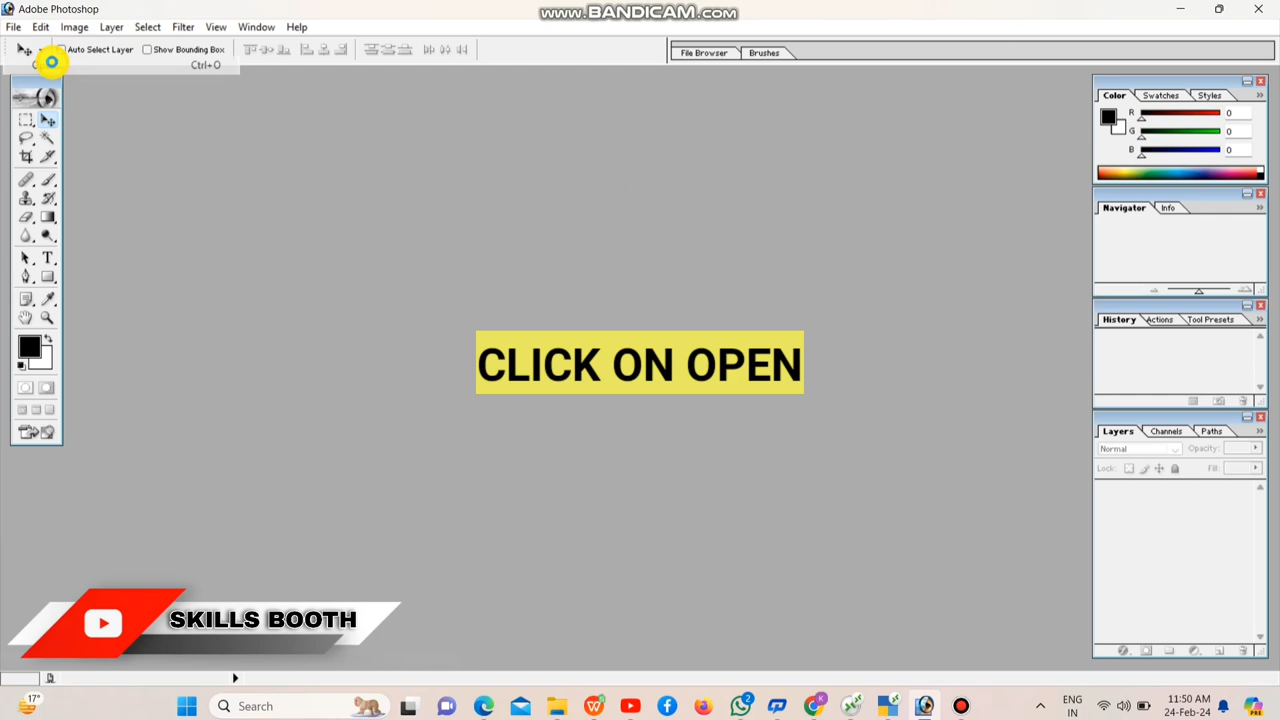 Adobe Photoshop
www.BANDICAM.com
File Edit Image Layer Select Filter View Window Help
Auto Select Layer Show Bounding Box
File Browser Brushes
Ctrl+O
Color Swatches Styles
R 0
G 0
B 0
Navigator Info
History Actions Tool Presets
CLICK ON OPEN
Layers Channels Paths
Normal Opacity:
Lock: Fill:
SKILLS BOOTH
17°
Search
2
K
ENG
IN
11:50 AM
24-Feb-24
PRE